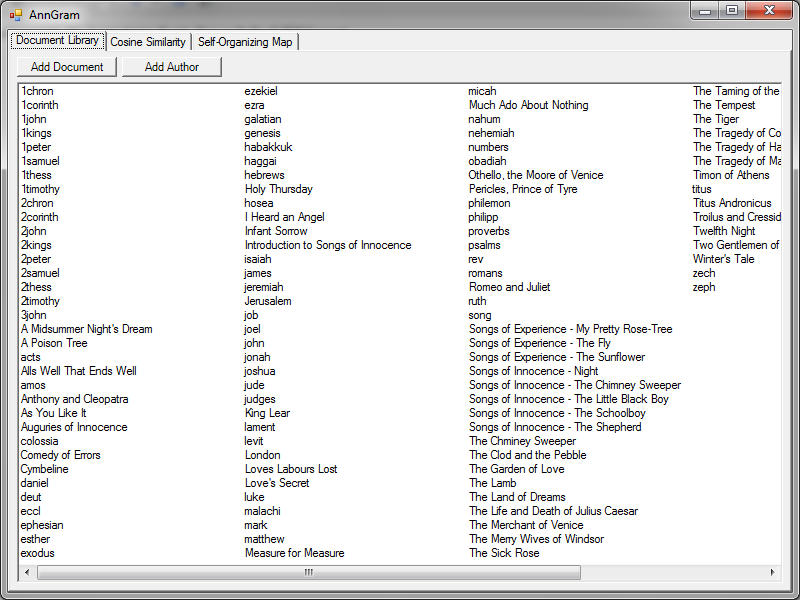 AnnGram
Document Library
Cosine Similarity
Self-Organizing Map
Add Document
Add Author
1chron
1corinth
1john
1kings
1peter
1samuel
1thess
1timothy
2chron
2corinth
2john
2kings
2peter
2samuel
2thess
2timothy
3john
A Midsummer Night's Dream
A Poison Tree
acts
Alls Well That Ends Well
amos
Anthony and Cleopatra
As You Like It
Auguries of Innocence
colossia
Comedy of Errors
Cymbeline
daniel
deut
eccl
ephesian
esther
exodus
ezekiel
ezra
galatian
genesis
habakkuk
haggai
hebrews
Holy Thursday
hosea
I Heard an Angel
Infant Sorrow
Introduction to Songs of Innocence
isaiah
james
jeremiah
Jerusalem
job
joel
john
jonah
joshua
jude
judges
King Lear
lament
levit
London
Loves Labours Lost
Love's Secret
luke
malachi
mark
matthew
Measure for Measure
micah
Much Ado About Nothing
nahum
nehemiah
numbers
obadiah
Othello, the Moore of Venice
Pericles, Prince of Tyre
philemon
philipp
proverbs
psalms
rev
romans
Romeo and Juliet
ruth
song
Songs of Experience - My Pretty Rose-Tree
Songs of Experience - The Fly
Songs of Experience - The Sunflower
Songs of Innocence - Night
Songs of Innocence - The Chimney Sweeper
Songs of Innocence - The Little Black Boy
Songs of Innocence - The Schoolboy
Songs of Innocence - The Shepherd
The Chminey Sweeper
The Clod and the Pebble
The Garden of Love
The Lamb
The Land of Dreams
The Life and Death of Julius Caesar
The Merchant of Venice
The Merry Wives of Windsor
The Sick Rose
The Taming of the
The Tempest
The Tiger
The Tragedy of Co
The Tragedy of Ha
The Tragedy of Ma
Timon of Athens
titus
Titus Andronicus
Troilus and Cressid
Twelfth Night
Two Gentlemen of
Winter's Tale
zech
zeph